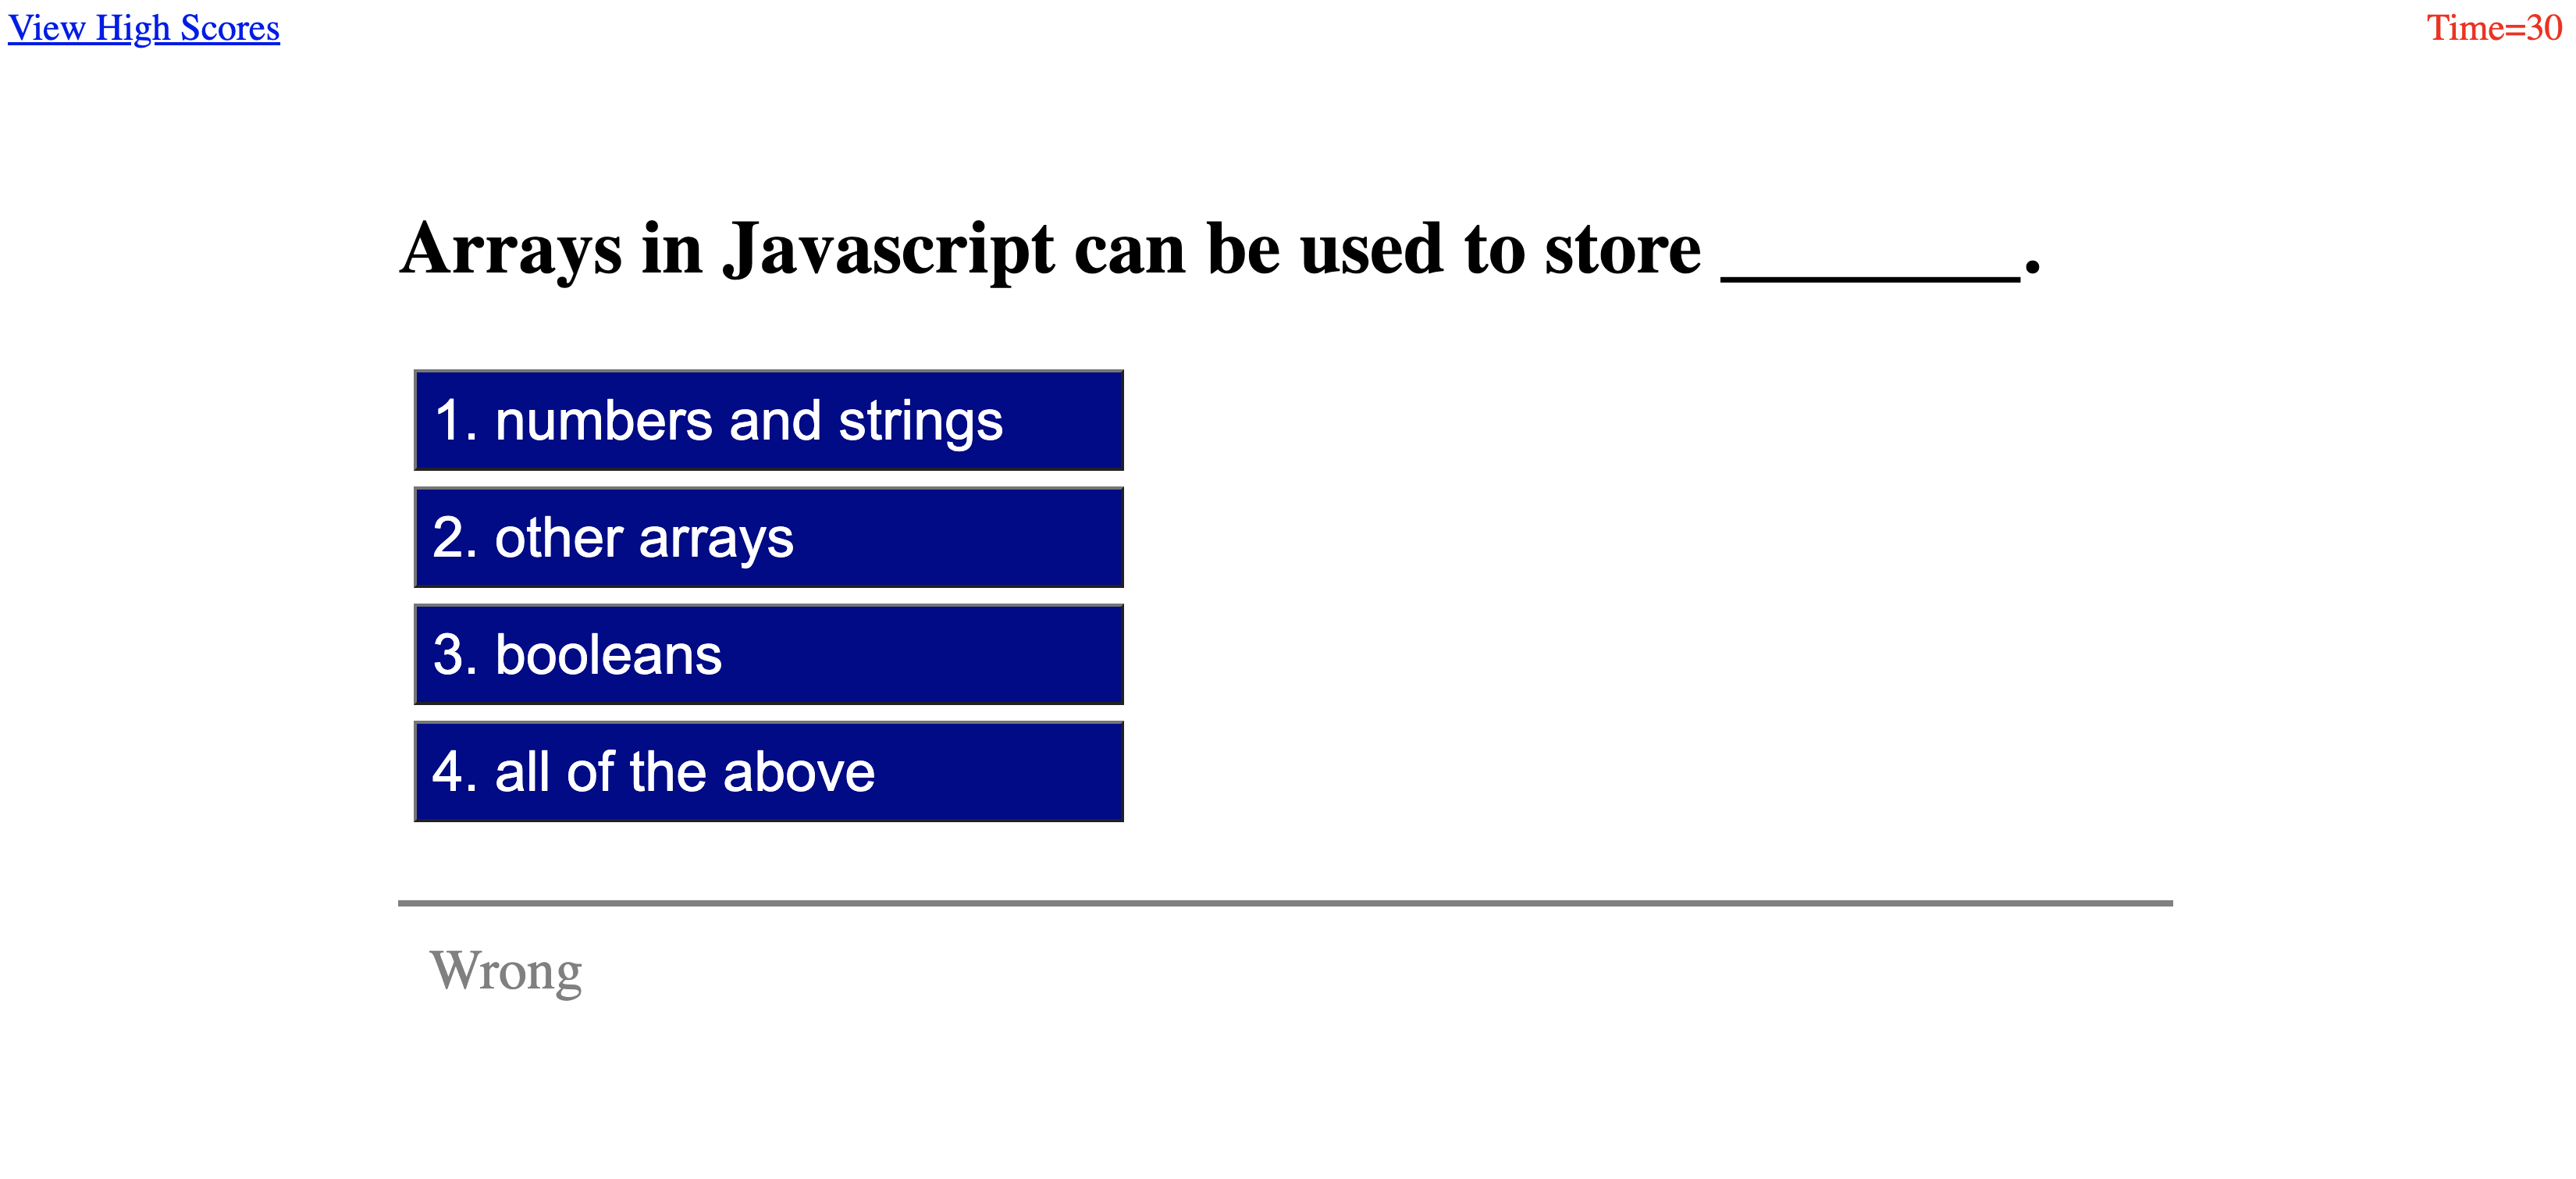 View High Scores
Time=30
Arrays in Javascript can be used to store ________.
1. numbers and strings
2. other arrays
3. booleans
4. all of the above
Wrong